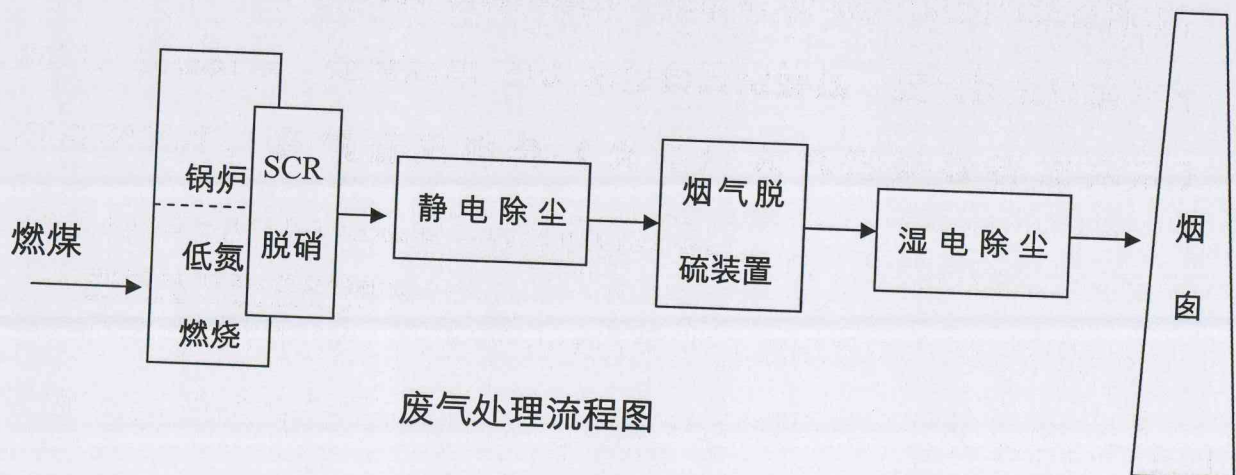 燃煤
锅炉
低氮
燃烧
SCR
脱硝
静电除尘
烟气脱
硫装置
湿电除尘
烟
囱
废气处理流程图